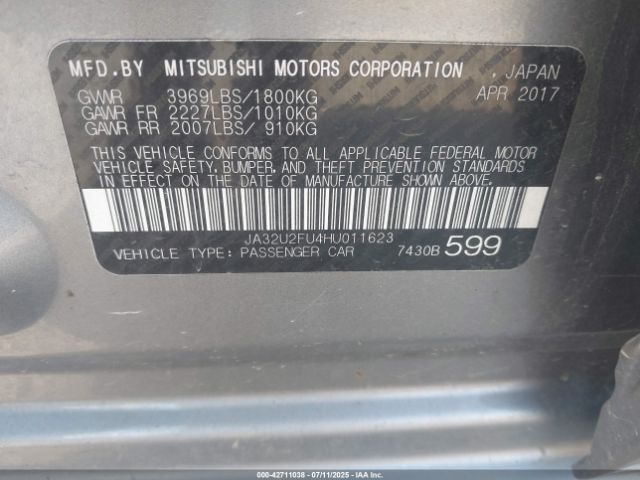 MFD.BY MITSUBISHI MOTORS CORPORATION , JAPAN
GVWR 3969LBS/1800KG APR 2017
GAWR FR 2227LBS/1010KG
GAWR RR 2007LBS/ 910KG
THIS VEHICLE CONFORMS TO ALL APPLICABLE FEDERAL MOTOR
VEHICLE SAFETY, BUMPER, AND THEFT PREVENTION STANDARDS
IN EFFECT ON THE DATE OF MANUFACTURE SHOWN ABOVE.
JA32U2FU4HU011623
VEHICLE TYPE: PASSENGER CAR 7430B 599
000-42711038 - 07/11/2025 - IAAI.COM